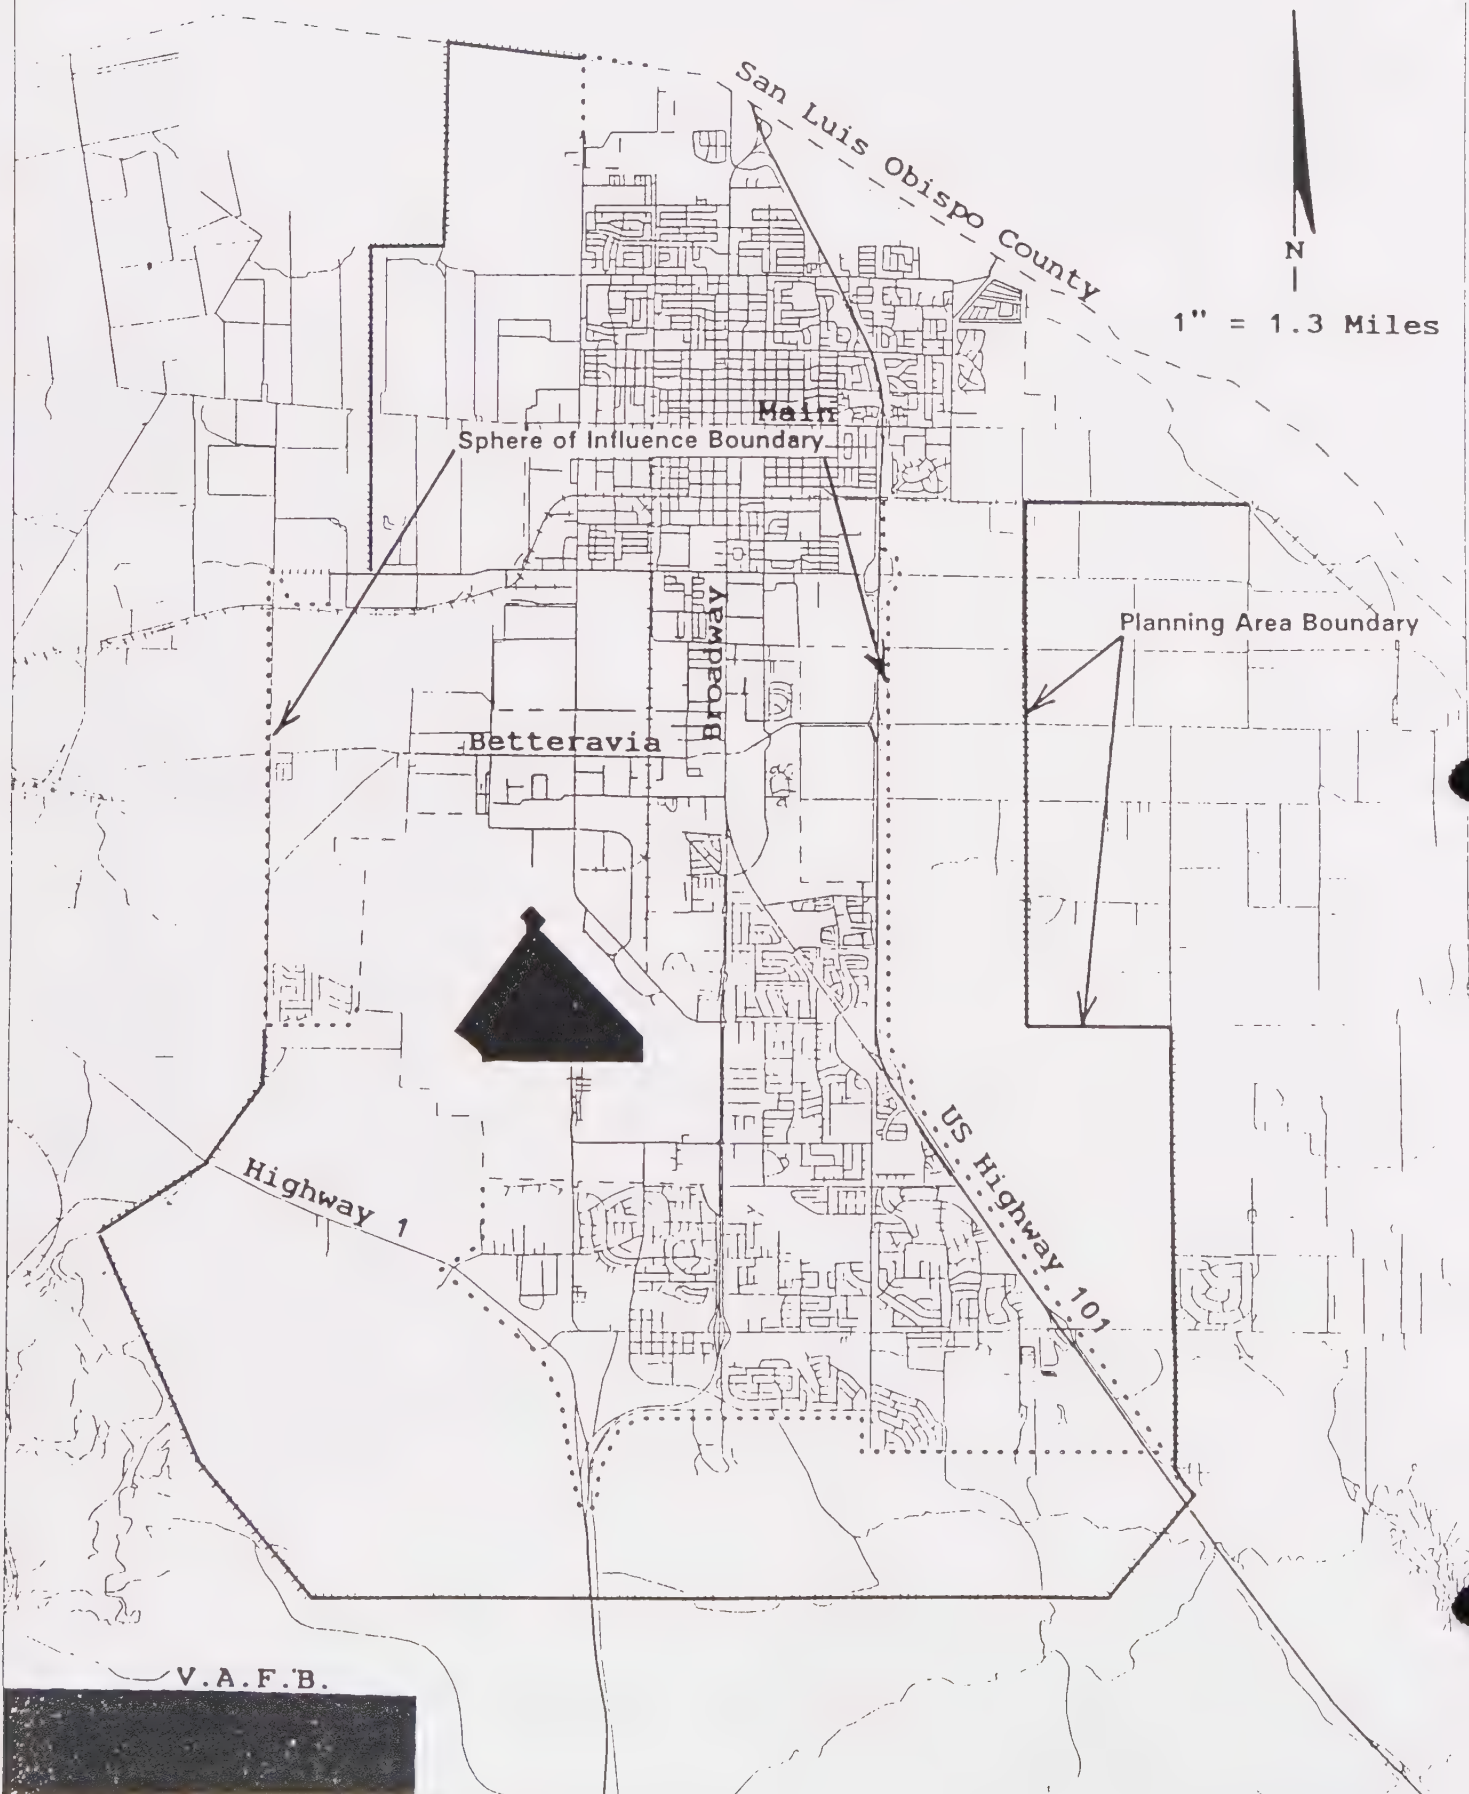 San Luis Obispo County
N
1" = 1.3 Miles
Main
Sphere of Influence Boundary
Planning Area Boundary
Broadway
Betteravia
US Highway 101
Highway 1
V.A.F.B.